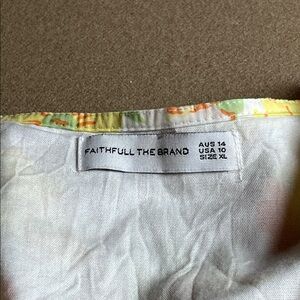 FAITHFULL THE BRAND
AUS 14
USA 10
SIZE XL